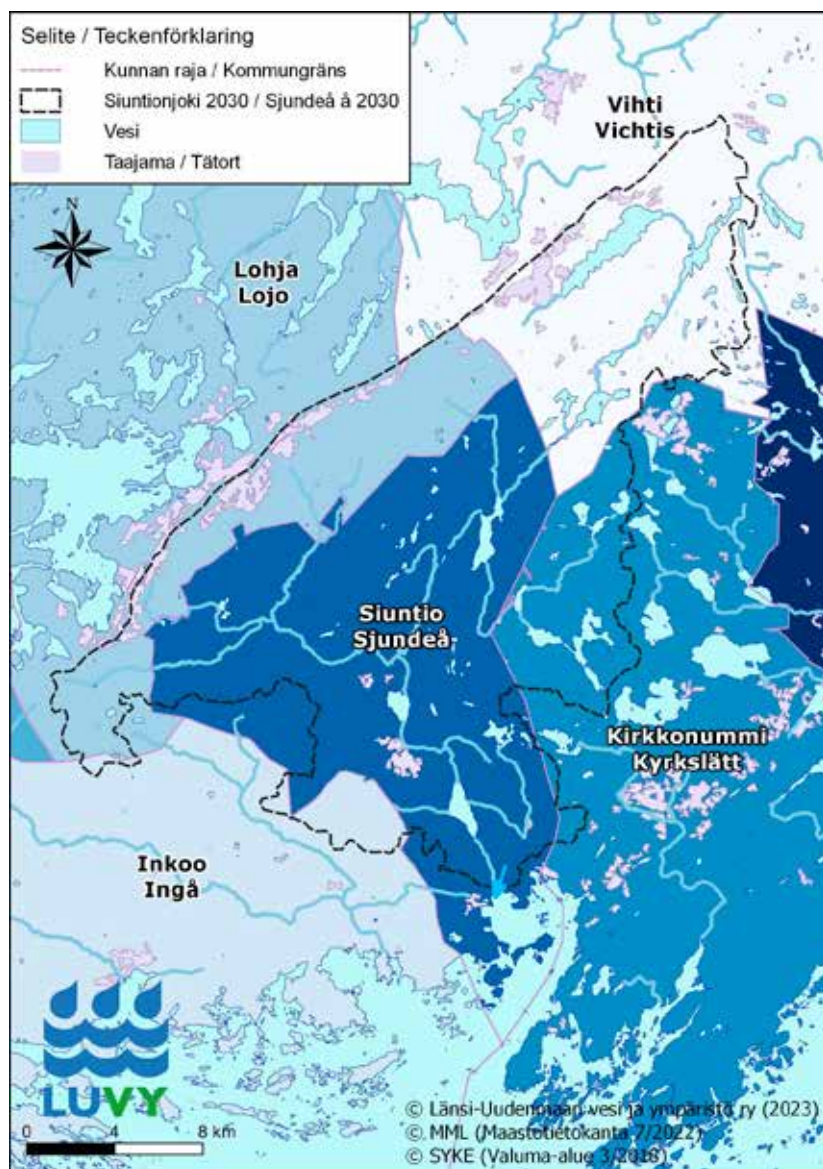 Selite / Teckenförklaring
Kunnan raja / Kommungräns
Siuntionjoki 2030 / Sjundeå å 2030
Vesi
Taajama / Tätort
N
Vihti
Vichtis
Lohja
Lojo
Siuntio
Sjundeå
Kirkkonummi
Kyrkslätt
Inkoo
Ingå
LUVY
0 4 8 km
© Länsi-Uudenmaan vesi ja ympäristö ry (2023)
© MML (Maastotietokanta 7/2022)
© SYKE (Valuma-alue 3/2018)